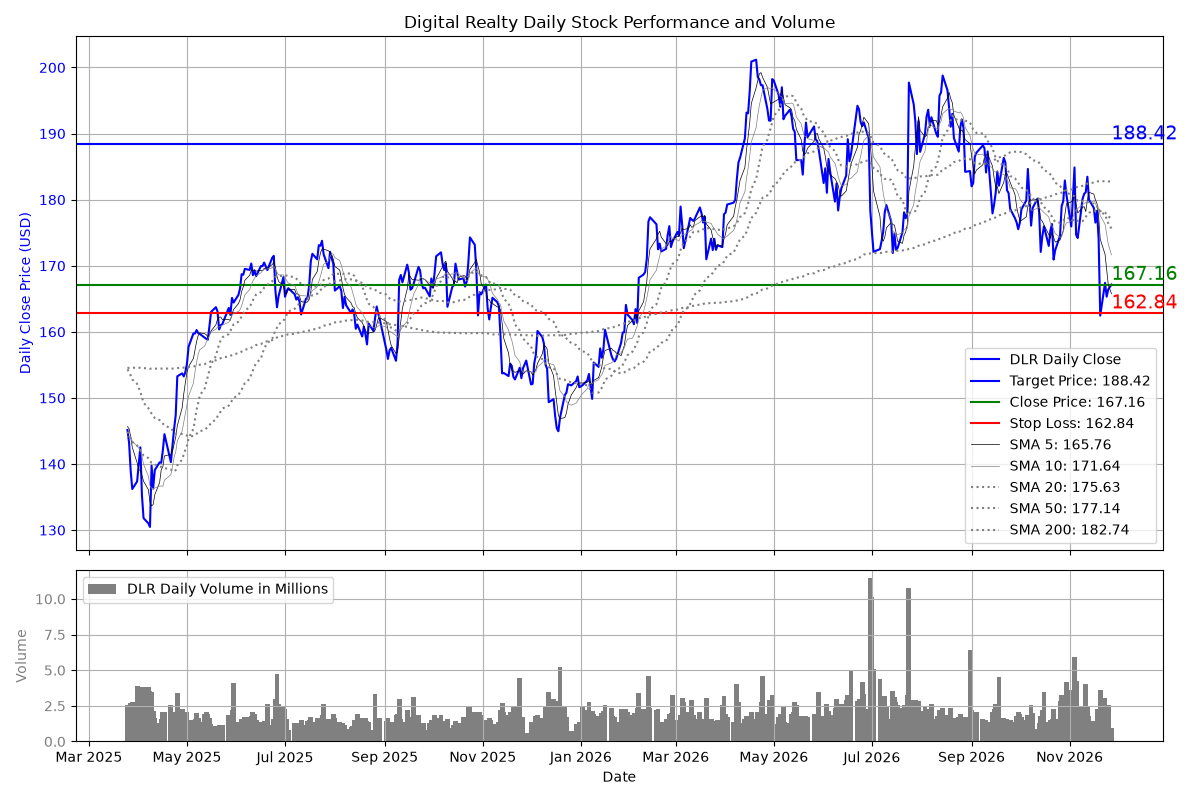 Digital Realty Daily Stock Performance and Volume
Daily Close Price (USD)
200
190
180
170
160
150
140
130
188.42
167.16
162.84
DLR Daily Close
Target Price: 188.42
Close Price: 167.16
Stop Loss: 162.84
SMA 5: 165.76
SMA 10: 171.64
SMA 20: 175.63
SMA 50: 177.14
SMA 200: 182.74
DLR Daily Volume in Millions
Volume
10.0
7.5
5.0
2.5
0.0
Mar 2025 May 2025 Jul 2025 Sep 2025 Nov 2025 Jan 2026 Mar 2026 May 2026 Jul 2026 Sep 2026 Nov 2026
Date